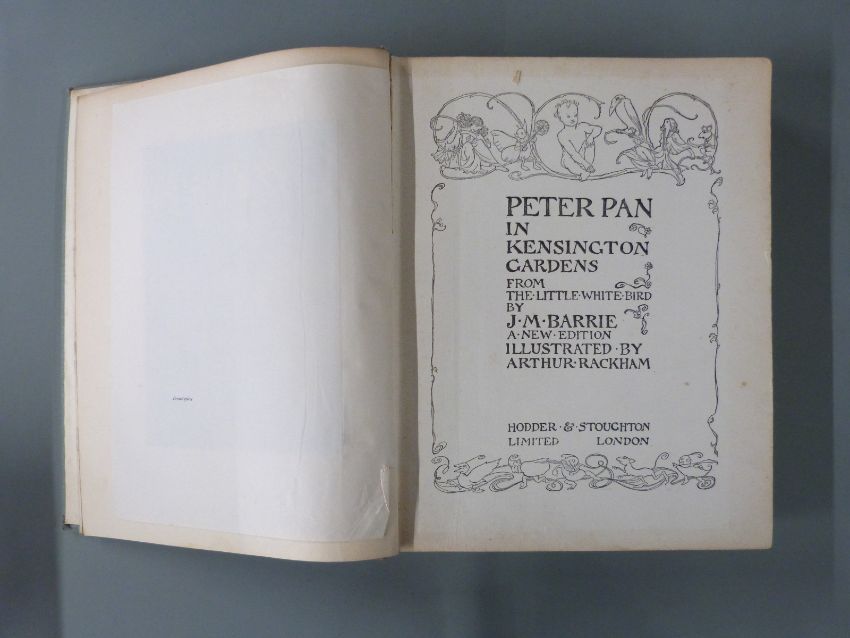 PETER PAN
IN
KENSINGTON
GARDENS
FROM
THE·LITTLE·WHITE·BIRD
BY
J·M·BARRIE
A·NEW·EDITION
ILLUSTRATED·BY
ARTHUR·RACKHAM
HODDER·&·STOUGHTON
LIMITED LONDON